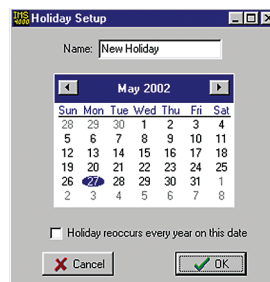 IMS 4000 Holiday Setup
Name: New Holiday
May 2002
Sun Mon Tue Wed Thu Fri Sat
28 29 30 1 2 3 4
5 6 7 8 9 10 11
12 13 14 15 16 17 18
19 20 21 22 23 24 25
26 27 28 29 30 31 1
2 3 4 5 6 7 8
Holiday reoccurs every year on this date
Cancel OK